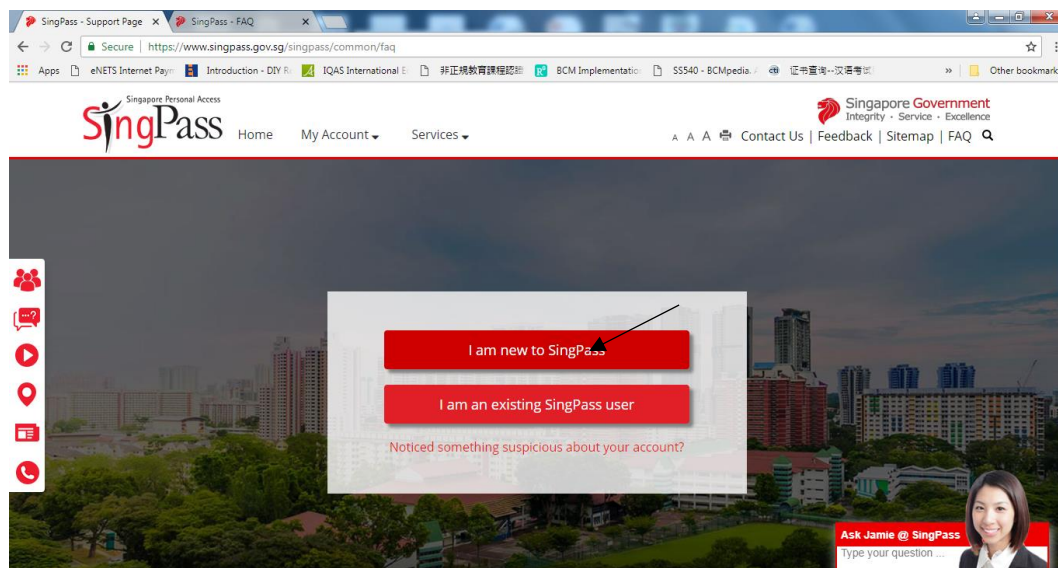 SingPass - Support Page
SingPass - FAQ
Secure https://www.singpass.gov.sg/singpass/common/faq
Apps eNETS Internet Paym Introduction - DIY R IQAS International E 非正規教育課程認證 BCM Implementatio SS540 - BCMpedia. 证书查询--汉语考试 » Other bookmark
Singapore Personal Access
SingPass
Home My Account Services
Singapore Government
Integrity · Service · Excellence
A A A Contact Us | Feedback | Sitemap | FAQ
I am new to SingPass
I am an existing SingPass user
Noticed something suspicious about your account?
Ask Jamie @ SingPass
Type your question ...